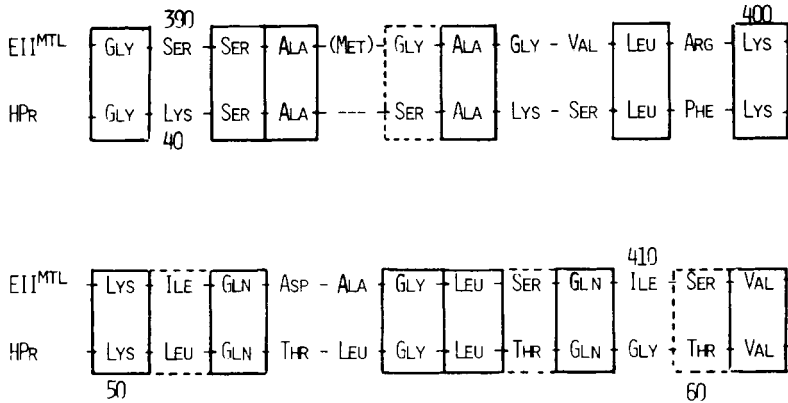 390 400
EII^MTL GLY - SER - SER - ALA - (MET) - GLY - ALA - GLY - VAL - LEU - ARG - LYS
HPR GLY - LYS - SER - ALA - --- - SER - ALA - LYS - SER - LEU - PHE - LYS
40
410
EII^MTL LYS - ILE - GLN - ASP - ALA - GLY - LEU - SER - GLN - ILE - SER - VAL
HPR LYS - LEU - GLN - THR - LEU - GLY - LEU - THR - GLN - GLY - THR - VAL
50 60